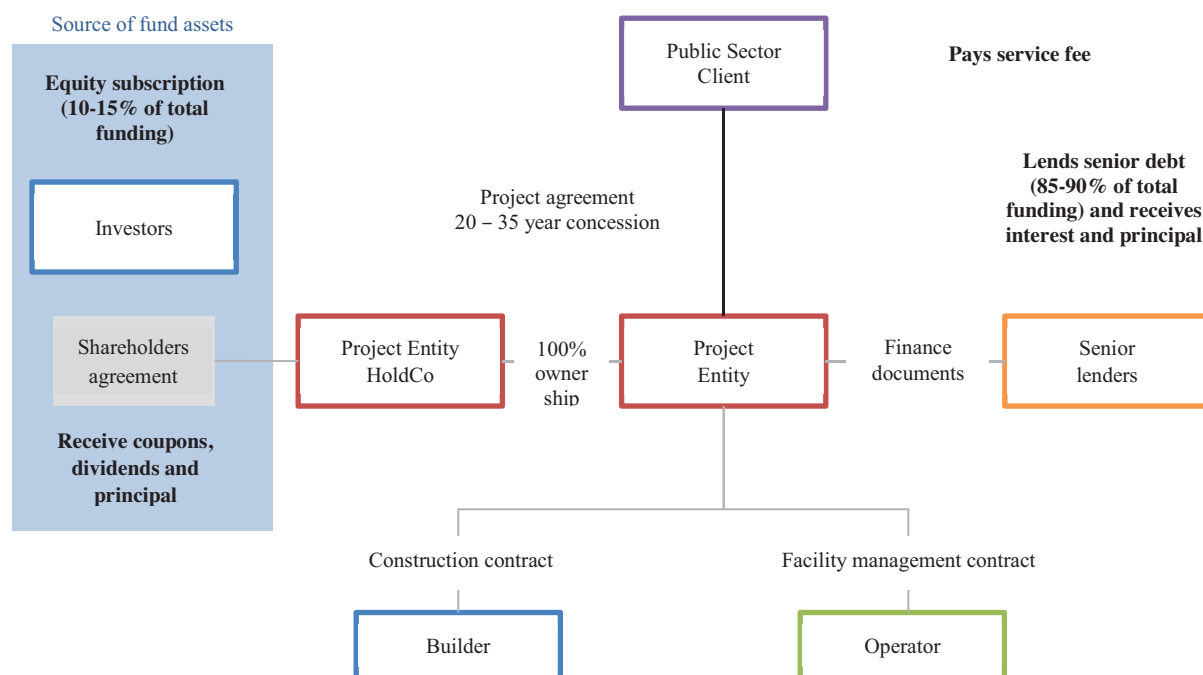 Source of fund assets
Equity subscription
(10-15% of total
funding)
Investors
Shareholders
agreement
Receive coupons,
dividends and
principal
Public Sector
Client
Pays service fee
Project agreement
20 – 35 year concession
Lends senior debt
(85-90% of total
funding) and receives
interest and principal
Project Entity
HoldCo
100%
owner
ship
Project
Entity
Finance
documents
Senior
lenders
Construction contract
Facility management contract
Builder
Operator